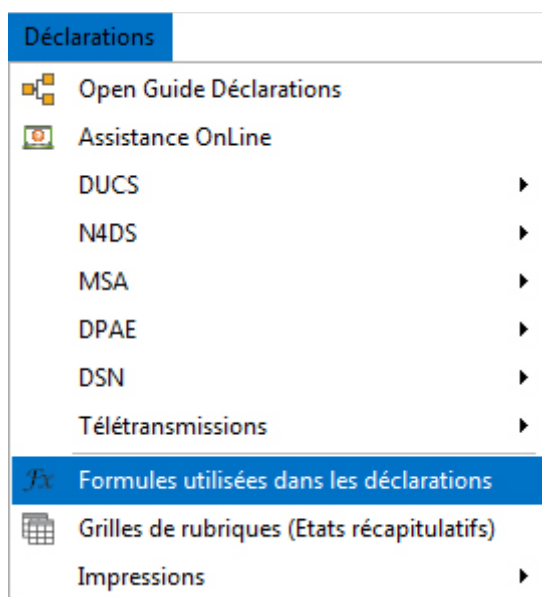 Déclarations
Open Guide Déclarations
Assistance OnLine
DUCS
N4DS
MSA
DPAE
DSN
Télétransmissions
Fx Formules utilisées dans les déclarations
Grilles de rubriques (Etats récapitulatifs)
Impressions